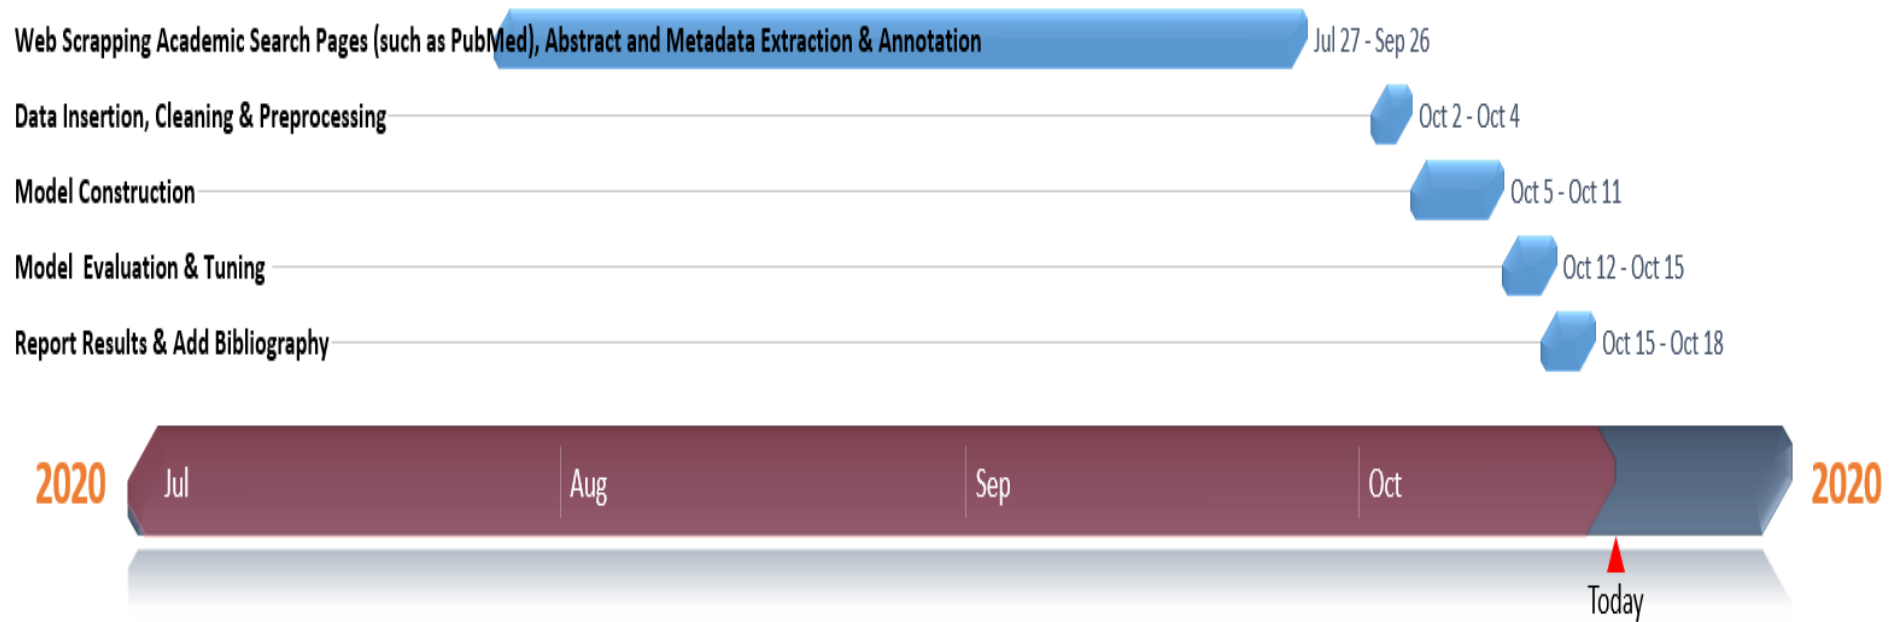 Web Scrapping Academic Search Pages (such as PubMed), Abstract and Metadata Extraction & Annotation Jul 27 - Sep 26
Data Insertion, Cleaning & Preprocessing Oct 2 - Oct 4
Model Construction Oct 5 - Oct 11
Model Evaluation & Tuning Oct 12 - Oct 15
Report Results & Add Bibliography Oct 15 - Oct 18
2020 Jul Aug Sep Oct 2020
Today